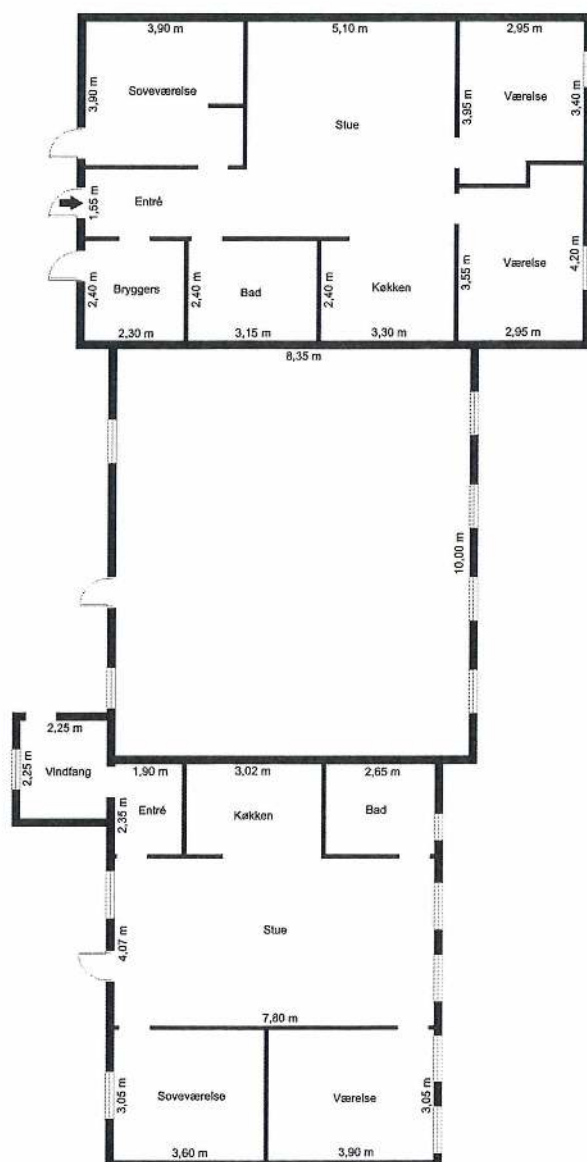 3,90 m
5,10 m
2,95 m
3,90 m
Soveværelse
Stue
3,95 m
Værelse
3,40 m
1,55 m
Entré
2,40 m
Bryggers
2,40 m
Bad
2,40 m
Køkken
3,55 m
Værelse
4,20 m
2,30 m
3,15 m
3,30 m
2,95 m
8,35 m
10,00 m
2,25 m
2,25 m
Vindfang
1,90 m
3,02 m
2,65 m
2,35 m
Entré
Køkken
Bad
4,07 m
Stue
7,80 m
3,05 m
Soveværelse
Værelse
3,05 m
3,60 m
3,90 m